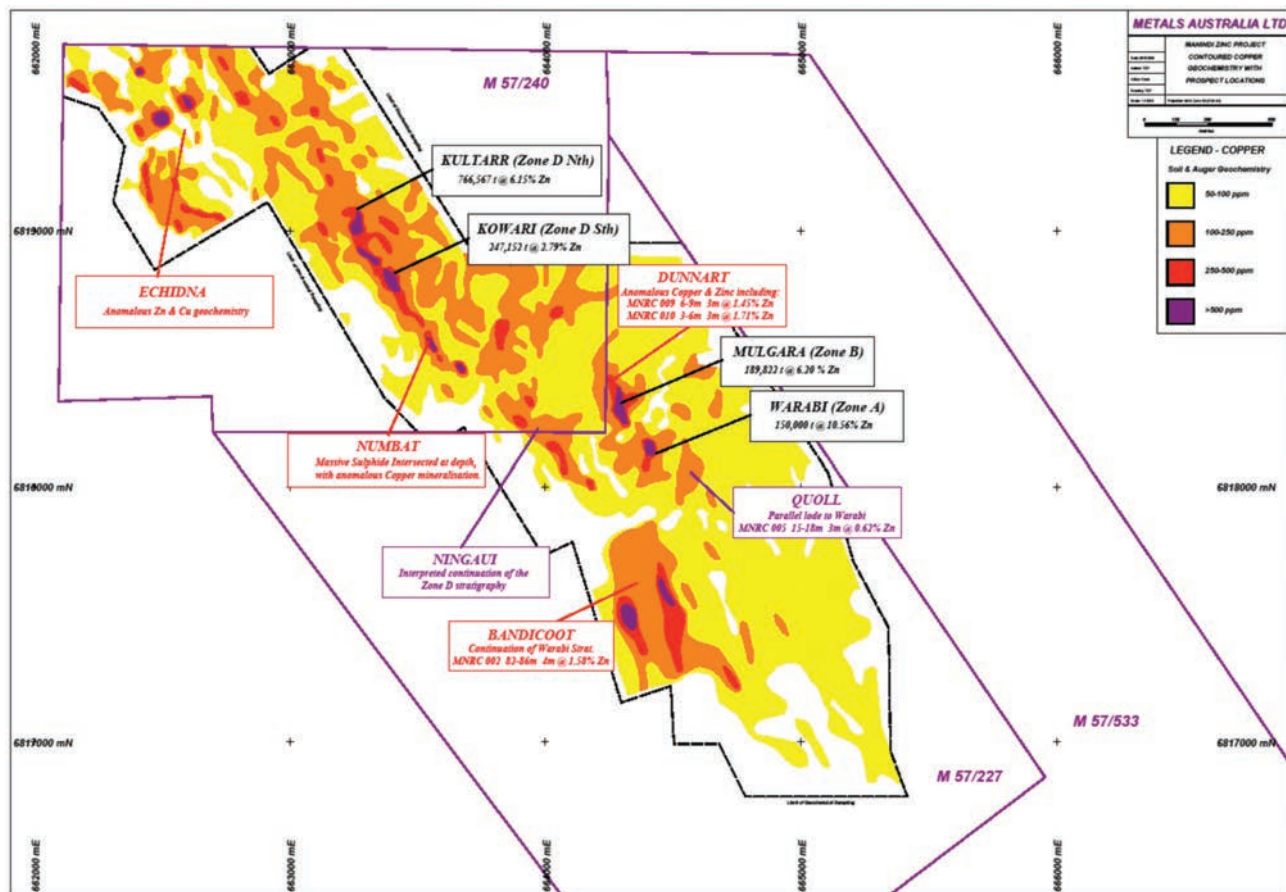 662000 mE
663000 mE
664000 mE
665000 mE
666000 mE
METALS AUSTRALIA LTD
MANINDI ZINC PROJECT
CONTOURED COPPER
GEOCHEMISTRY WITH
PROSPECT LOCATIONS
LEGEND - COPPER
Soil & Auger Geochemistry
50-100 ppm
100-250 ppm
250-500 ppm
>500 ppm
M 57/240
KULTARR (Zone D Nth)
766,567 t @ 6.15% Zn
KOWARI (Zone D Sth)
247,152 t @ 2.79% Zn
6819000 mN
ECHIDNA
Anomalous Zn & Cu geochemistry
DUNNART
Anomalous Copper & Zinc including:
MNRC 009 6-9m 3m @ 1.45% Zn
MNRC 010 3-6m 3m @ 1.71% Zn
MULGARA (Zone B)
189,822 t @ 6.20 % Zn
WARABI (Zone A)
150,000 t @ 10.56% Zn
NUMBAT
Massive Sulphide Intersected at depth,
with anomalous Copper mineralisation.
6818000 mN
6818000 mN
QUOLL
Parallel lode to Warabi
MNRC 005 15-18m 3m @ 0.62% Zn
NINGAUI
Interpreted continuation of the
Zone D stratigraphy
BANDICOOT
Continuation of Warabi Strat.
MNRC 002 82-86m 4m @ 1.58% Zn
M 57/533
6817000 mN
6817000 mN
M 57/227
Limit of Geochemical Sampling
662000 mE
663000 mE
664000 mE
665000 mE
666000 mE